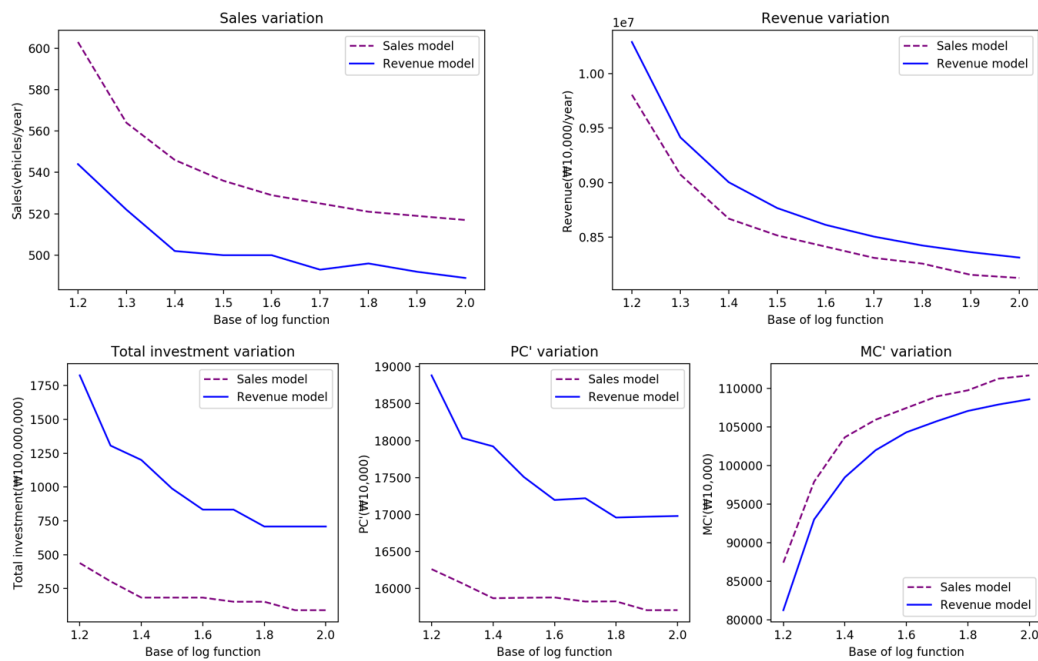 Sales variation
Sales(vehicles/year)
600
580
560
540
520
500
Sales model
Revenue model
1.2 1.3 1.4 1.5 1.6 1.7 1.8 1.9 2.0
Base of log function
Revenue variation
1e7
Revenue(₩10,000/year)
1.00
0.95
0.90
0.85
Sales model
Revenue model
1.2 1.3 1.4 1.5 1.6 1.7 1.8 1.9 2.0
Base of log function
Total investment variation
Total investment(₩100,000,000)
1750
1500
1250
1000
750
500
250
Sales model
Revenue model
1.2 1.4 1.6 1.8 2.0
Base of log function
PC' variation
PC'(₩10,000)
19000
18500
18000
17500
17000
16500
16000
Sales model
Revenue model
1.2 1.4 1.6 1.8 2.0
Base of log function
MC' variation
MC'(₩10,000)
110000
105000
100000
95000
90000
85000
80000
Sales model
Revenue model
1.2 1.4 1.6 1.8 2.0
Base of log function